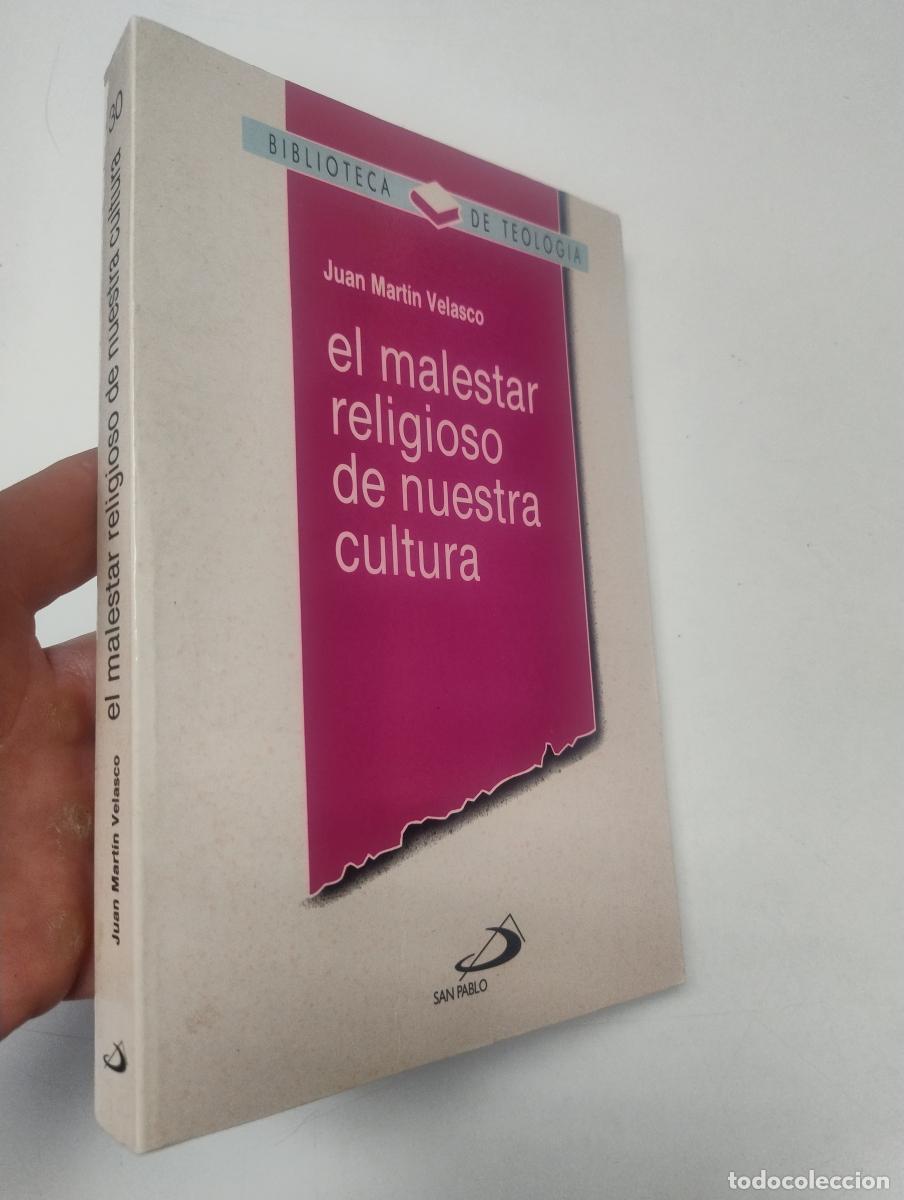 BIBLIOTECA DE TEOLOGIA
Juan Martín Velasco
el malestar
religioso
de nuestra
cultura
SAN PABLO
el malestar religioso de nuestra cultura
Juan Martín Velasco
todocoleccion